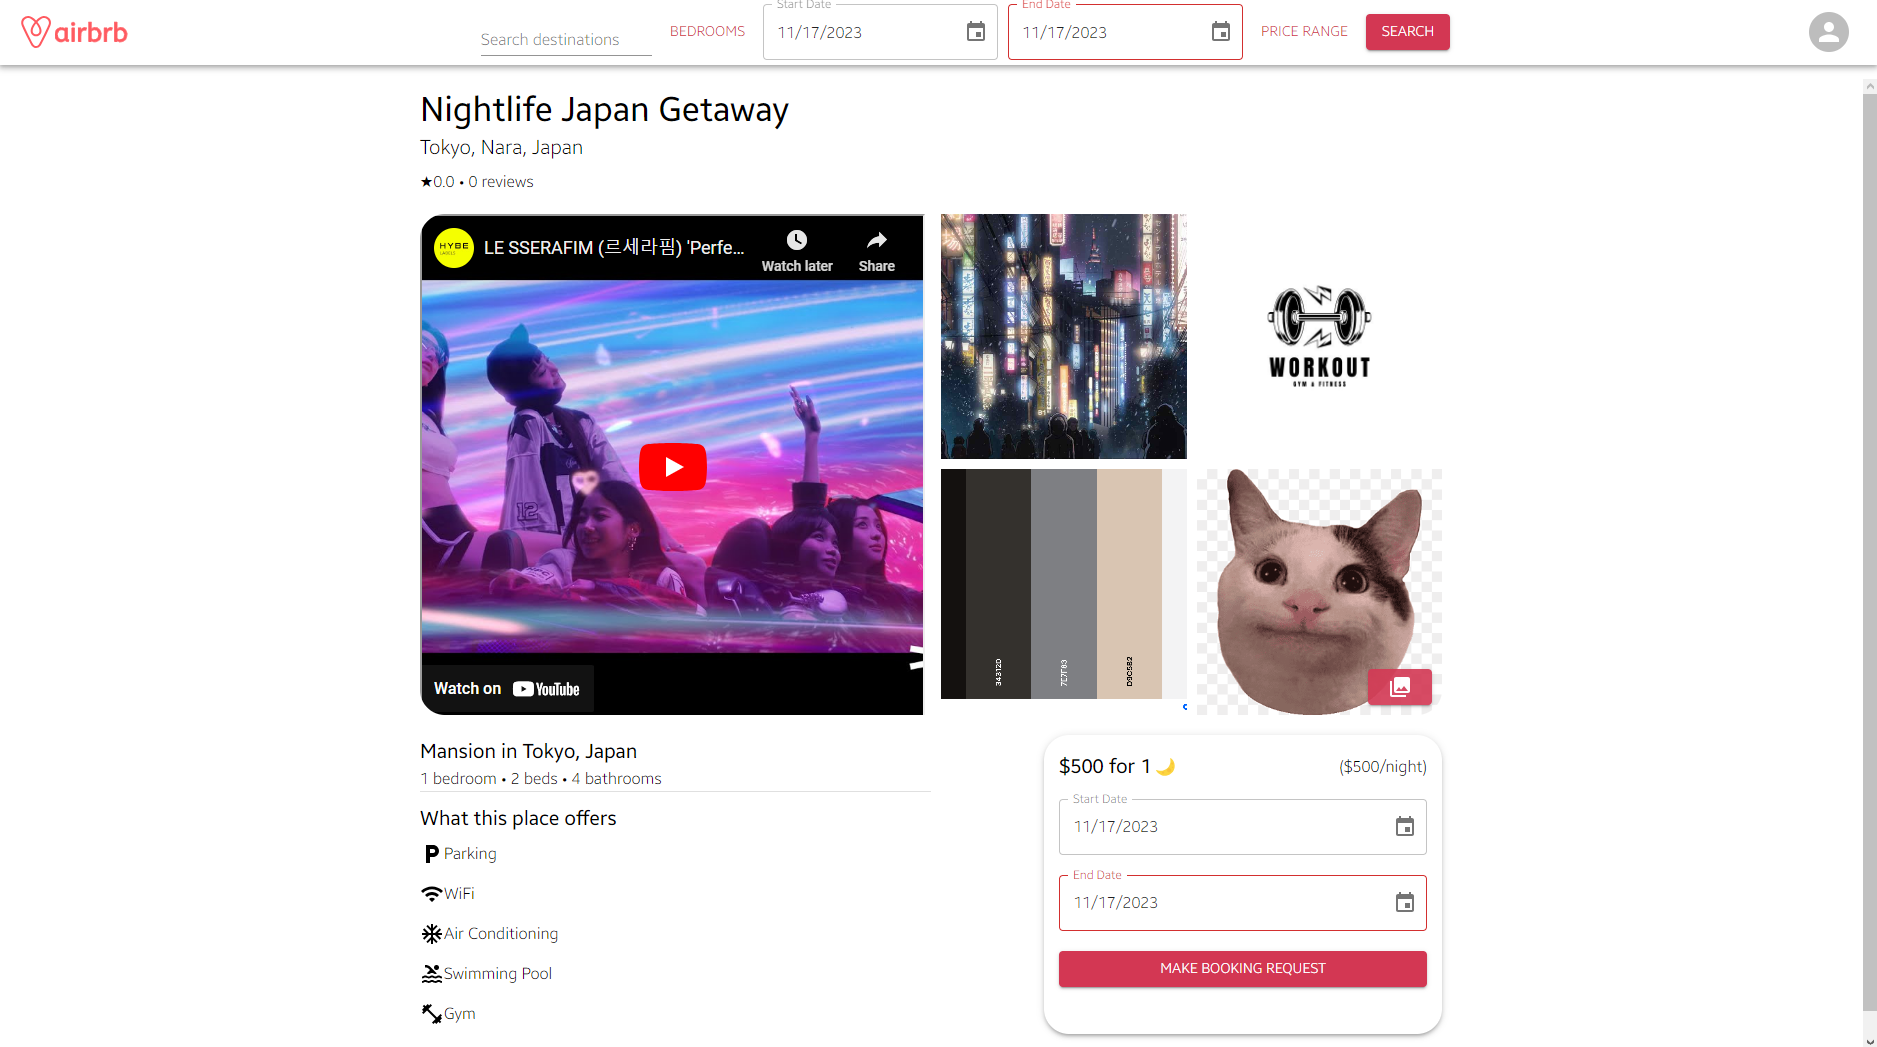 airbrb
Search destinations
BEDROOMS
Start Date
11/17/2023
End Date
11/17/2023
PRICE RANGE
SEARCH
Nightlife Japan Getaway
Tokyo, Nara, Japan
★0.0 • 0 reviews
HYBE
LABELS
LE SSERAFIM (르세라핌) 'Perfe...
Watch later
Share
12
Watch on YouTube
WORKOUT
GYM & FITNESS
34312D
7E7F83
D9C5B2
Mansion in Tokyo, Japan
1 bedroom • 2 beds • 4 bathrooms
What this place offers
Parking
WiFi
Air Conditioning
Swimming Pool
Gym
$500 for 1🌙
($500/night)
Start Date
11/17/2023
End Date
11/17/2023
MAKE BOOKING REQUEST